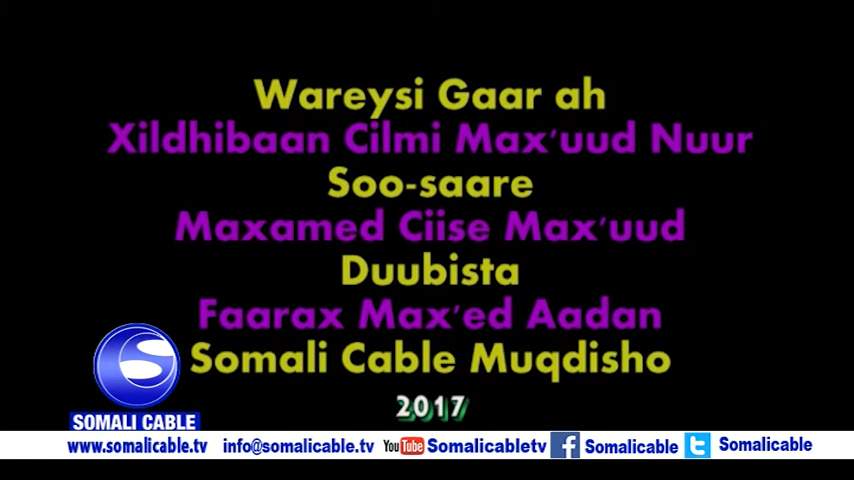 Wareysi Gaar ah
Xildhibaan Cilmi Max'uud Nuur
Soo-saare
Maxamed Ciise Max'uud
Duubista
Faarax Max'ed Aadan
Somali Cable Muqdisho
2017
S
SOMALI CABLE
www.somalicable.tv info@somalicable.tv YouTube Somalicabletv f Somalicable t Somalicable